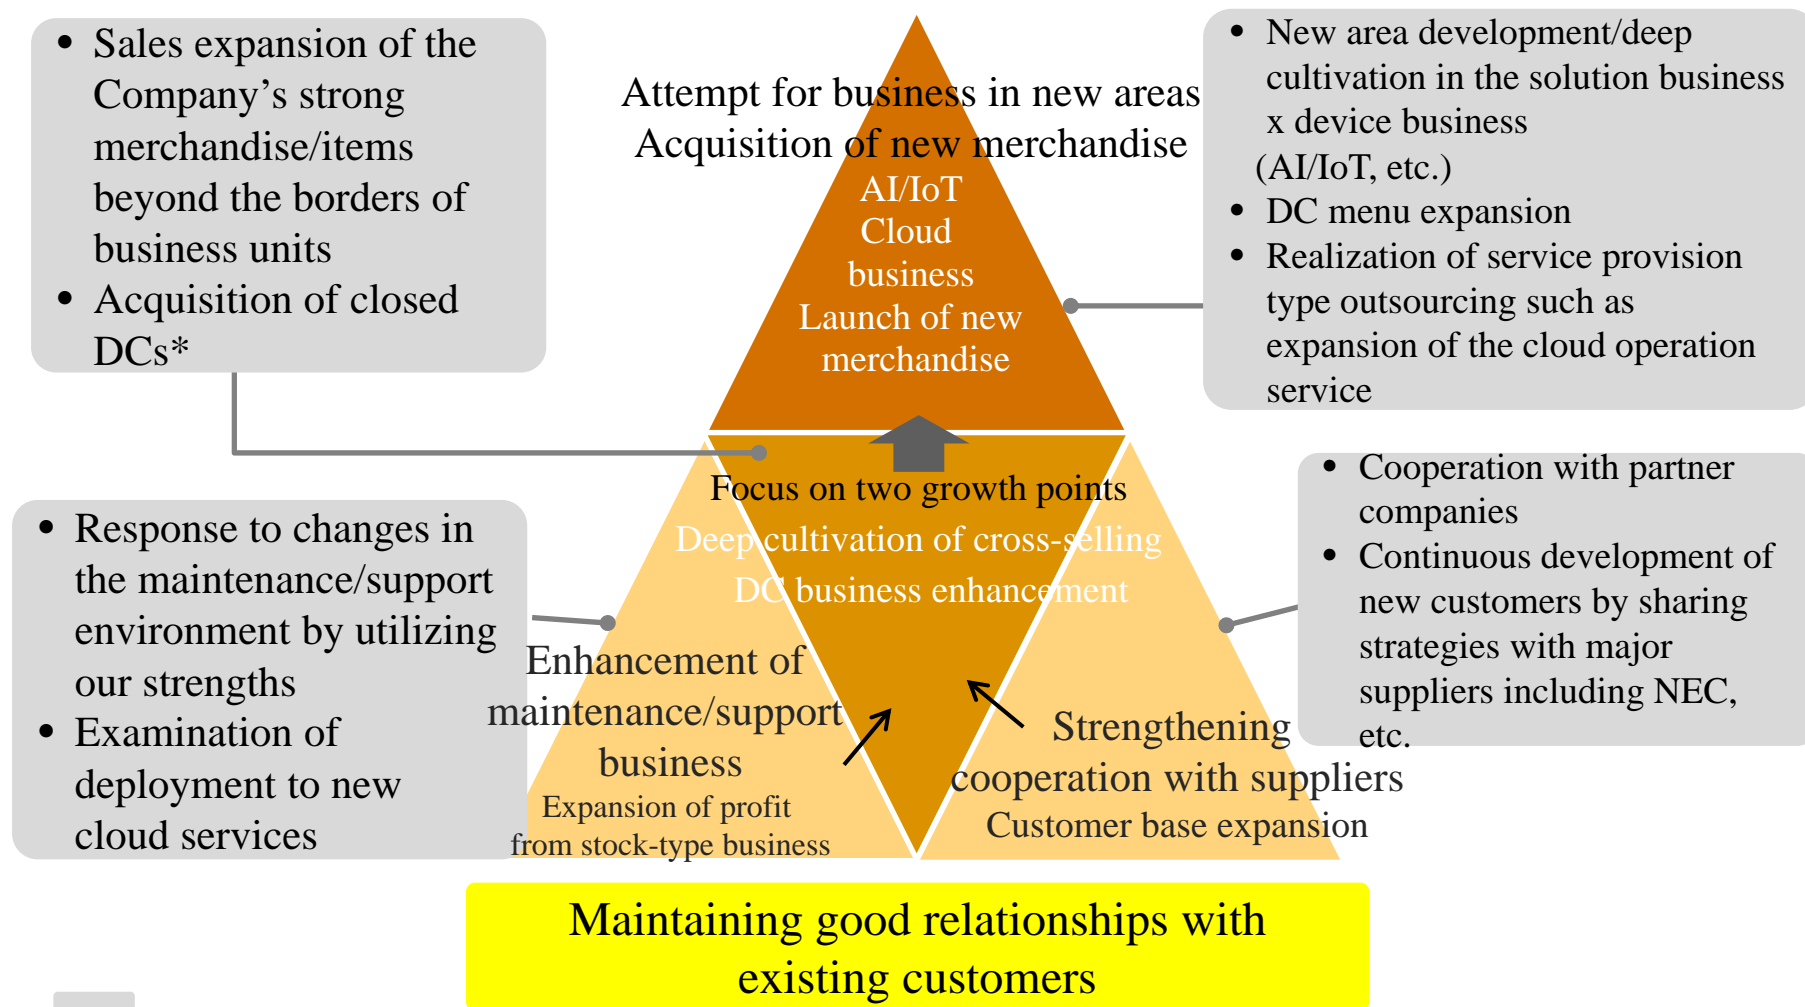 • Sales expansion of the
Company’s strong
merchandise/items
beyond the borders of
business units
• Acquisition of closed
DCs*
Attempt for business in new areas
Acquisition of new merchandise
AI/IoT
Cloud
business
Launch of new
merchandise
• New area development/deep
cultivation in the solution business
x device business
(AI/IoT, etc.)
• DC menu expansion
• Realization of service provision
type outsourcing such as
expansion of the cloud operation
service
Focus on two growth points
Deep cultivation of cross-selling
DC business enhancement
• Response to changes in
the maintenance/support
environment by utilizing
our strengths
• Examination of
deployment to new
cloud services
Enhancement of
maintenance/support
business
Expansion of profit
from stock-type business
• Cooperation with partner
companies
• Continuous development of
new customers by sharing
strategies with major
suppliers including NEC,
etc.
Strengthening
cooperation with suppliers
Customer base expansion
Maintaining good relationships with
existing customers